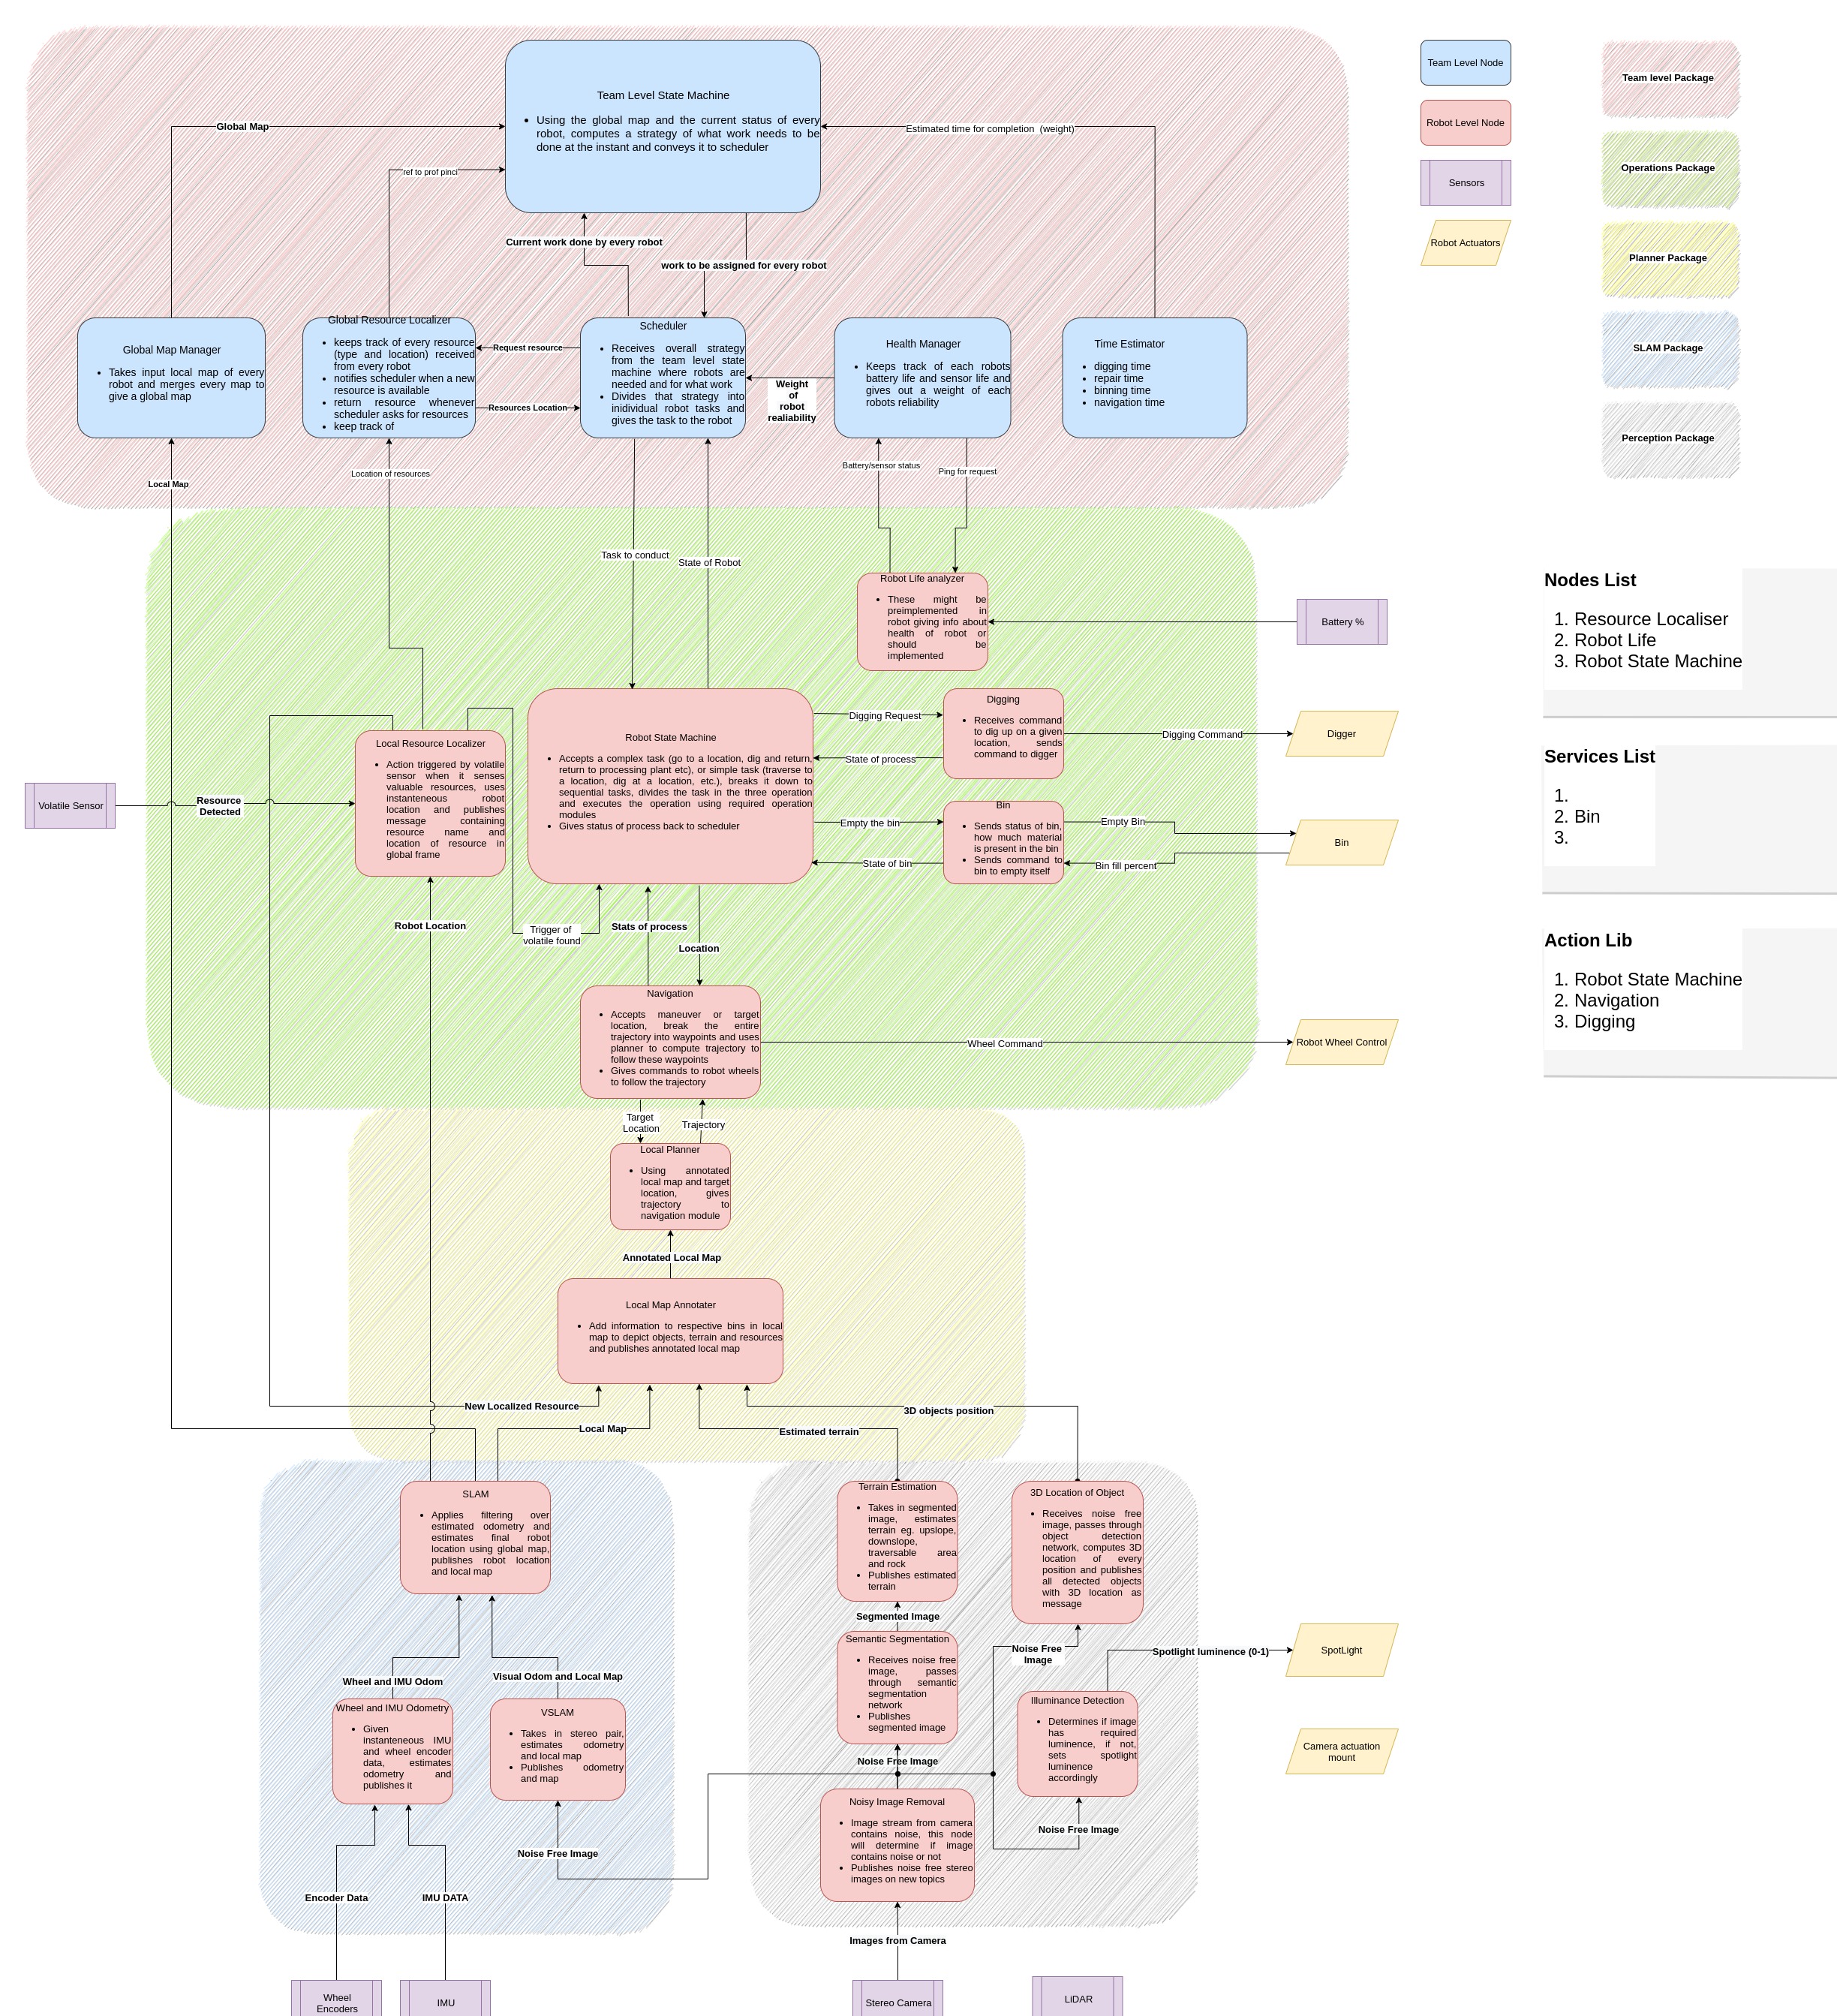 Team Level State Machine
• Using the global map and the current status of every
robot, computes a strategy of what work needs to be
done at the instant and conveys it to scheduler
Global Map
ref to prof pinci
Estimated time for completion  (weight)
Current work done by every robot
work to be assigned for every robot
Team Level Node
Robot Level Node
Sensors
Robot Actuators
Team level Package
Operations Package
Planner Package
SLAM Package
Perception Package
Global Map Manager
• Takes input local map of every
robot and merges every map to
give a global map
Global Resource Localizer
• keeps track of every resource
(type and location) received
from every robot
• notifies scheduler when a new
resource is available
• return resource whenever
scheduler asks for resources
• keep track of
Request resource
Resources Location
Scheduler
• Receives overall strategy
from the team level state
machine where robots are
needed and for what work
• Divides that strategy into
inidividual robot tasks and
gives the task to the robot
Weight
of
robot
realiability
Health Manager
• Keeps track of each robots
battery life and sensor life and
gives out a weight of each
robots reliability
Time Estimator
• digging time
• repair time
• binning time
• navigation time
Local Map
Location of resources
Battery/sensor status
Ping for request
Task to conduct
State of Robot
Robot Life analyzer
• These might be
preimplemented in
robot giving info about
health of robot or
should be
implemented
Battery %
Nodes List
1. Resource Localiser
2. Robot Life
3. Robot State Machine
Services List
1.
2. Bin
3.
Action Lib
1. Robot State Machine
2. Navigation
3. Digging
Volatile Sensor
Resource
Detected
Local Resource Localizer
• Action triggered by volatile
sensor when it senses
valuable resources, uses
instanteneous robot
location and publishes
message containing
resource name and
location of resource in
global frame
Robot State Machine
• Accepts a complex task (go to a location, dig and return,
return to processing plant etc), or simple task (traverse to
a location, dig at a location, etc.), breaks it down to
sequential tasks, divides the task in the three operation
and executes the operation using required operation
modules
• Gives status of process back to scheduler
Digging Request
State of process
Empty the bin
State of bin
Digging
• Receives command
to dig up on a given
location, sends
command to digger
Digging Command
Digger
Bin
• Sends status of bin,
how much material
is present in the bin
• Sends command to
bin to empty itself
Empty Bin
Bin fill percent
Bin
Robot Location
Trigger of
volatile found
Stats of process
Location
Navigation
• Accepts maneuver or target
location, break the entire
trajectory into waypoints and uses
planner to compute trajectory to
follow these waypoints
• Gives commands to robot wheels
to follow the trajectory
Wheel Command
Robot Wheel Control
Target
Location
Trajectory
Local Planner
• Using annotated
local map and target
location, gives
trajectory to
navigation module
Annotated Local Map
Local Map Annotater
• Add information to respective bins in local
map to depict objects, terrain and resources
and publishes annotated local map
New Localized Resource
Local Map
3D objects position
Estimated terrain
SLAM
• Applies filtering over
estimated odometry and
estimates final robot
location using global map,
publishes robot location
and local map
Terrain Estimation
• Takes in segmented
image, estimates
terrain eg. upslope,
downslope,
traversable area
and rock
• Publishes estimated
terrain
3D Location of Object
• Receives noise free
image, passes through
object detection
network, computes 3D
location of every
position and publishes
all detected objects
with 3D location as
message
Segmented Image
Semantic Segmentation
• Receives noise free
image, passes
through semantic
segmentation
network
• Publishes
segmented image
Noise Free
Image
Spotlight luminence (0-1)
SpotLight
Wheel and IMU Odom
Visual Odom and Local Map
Wheel and IMU Odometry
• Given
instanteneous IMU
and wheel encoder
data, estimates
odometry and
publishes it
VSLAM
• Takes in stereo pair,
estimates odometry
and local map
• Publishes odometry
and map
Illuminance Detection
• Determines if image
has required
luminence, if not,
sets spotlight
luminence
accordingly
Camera actuation
mount
Noise Free Image
Noisy Image Removal
• Image stream from camera
contains noise, this node
will determine if image
contains noise or not
• Publishes noise free stereo
images on new topics
Noise Free Image
Noise Free Image
Encoder Data
IMU DATA
Images from Camera
Wheel
Encoders
IMU
Stereo Camera
LiDAR